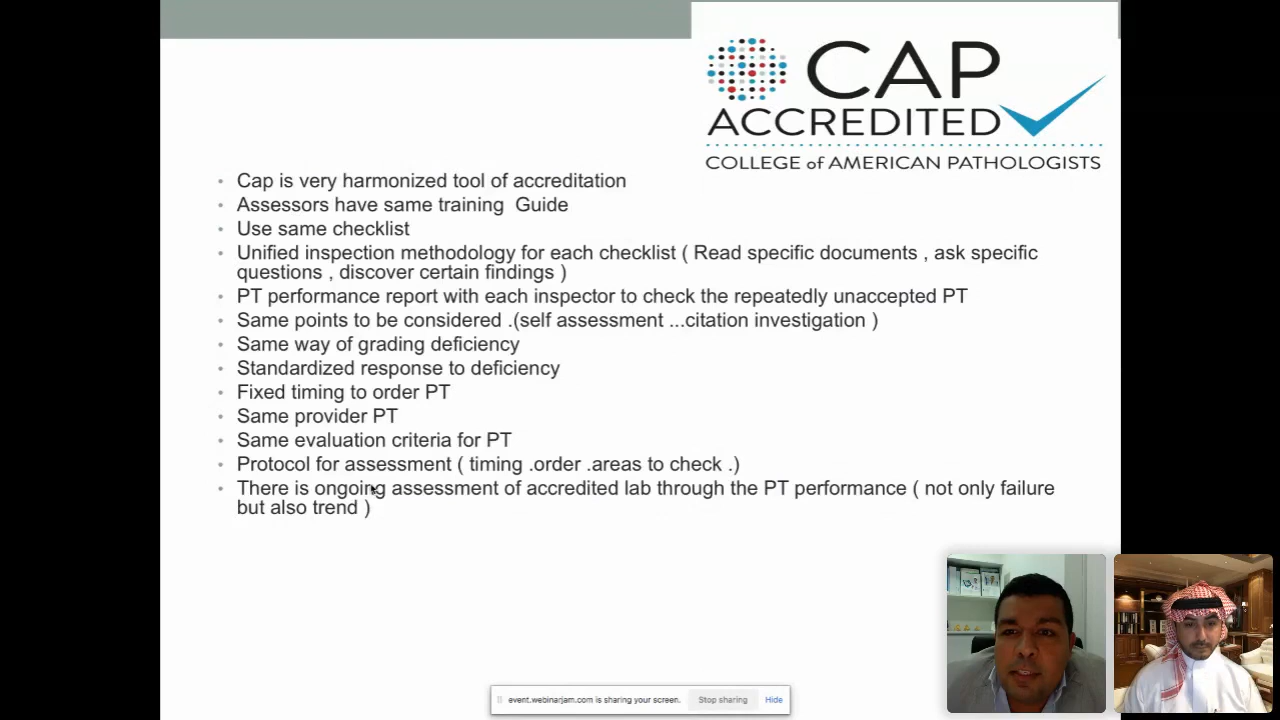 CAP
ACCREDITED
COLLEGE of AMERICAN PATHOLOGISTS
• Cap is very harmonized tool of accreditation
• Assessors have same training Guide
• Use same checklist
• Unified inspection methodology for each checklist ( Read specific documents , ask specific
questions , discover certain findings )
• PT performance report with each inspector to check the repeatedly unaccepted PT
• Same points to be considered .(self assessment ...citation investigation )
• Same way of grading deficiency
• Standardized response to deficiency
• Fixed timing to order PT
• Same provider PT
• Same evaluation criteria for PT
• Protocol for assessment ( timing .order .areas to check .)
• There is ongoing assessment of accredited lab through the PT performance ( not only failure
but also trend )
event.webinarjam.com is sharing your screen. Stop sharing Hide